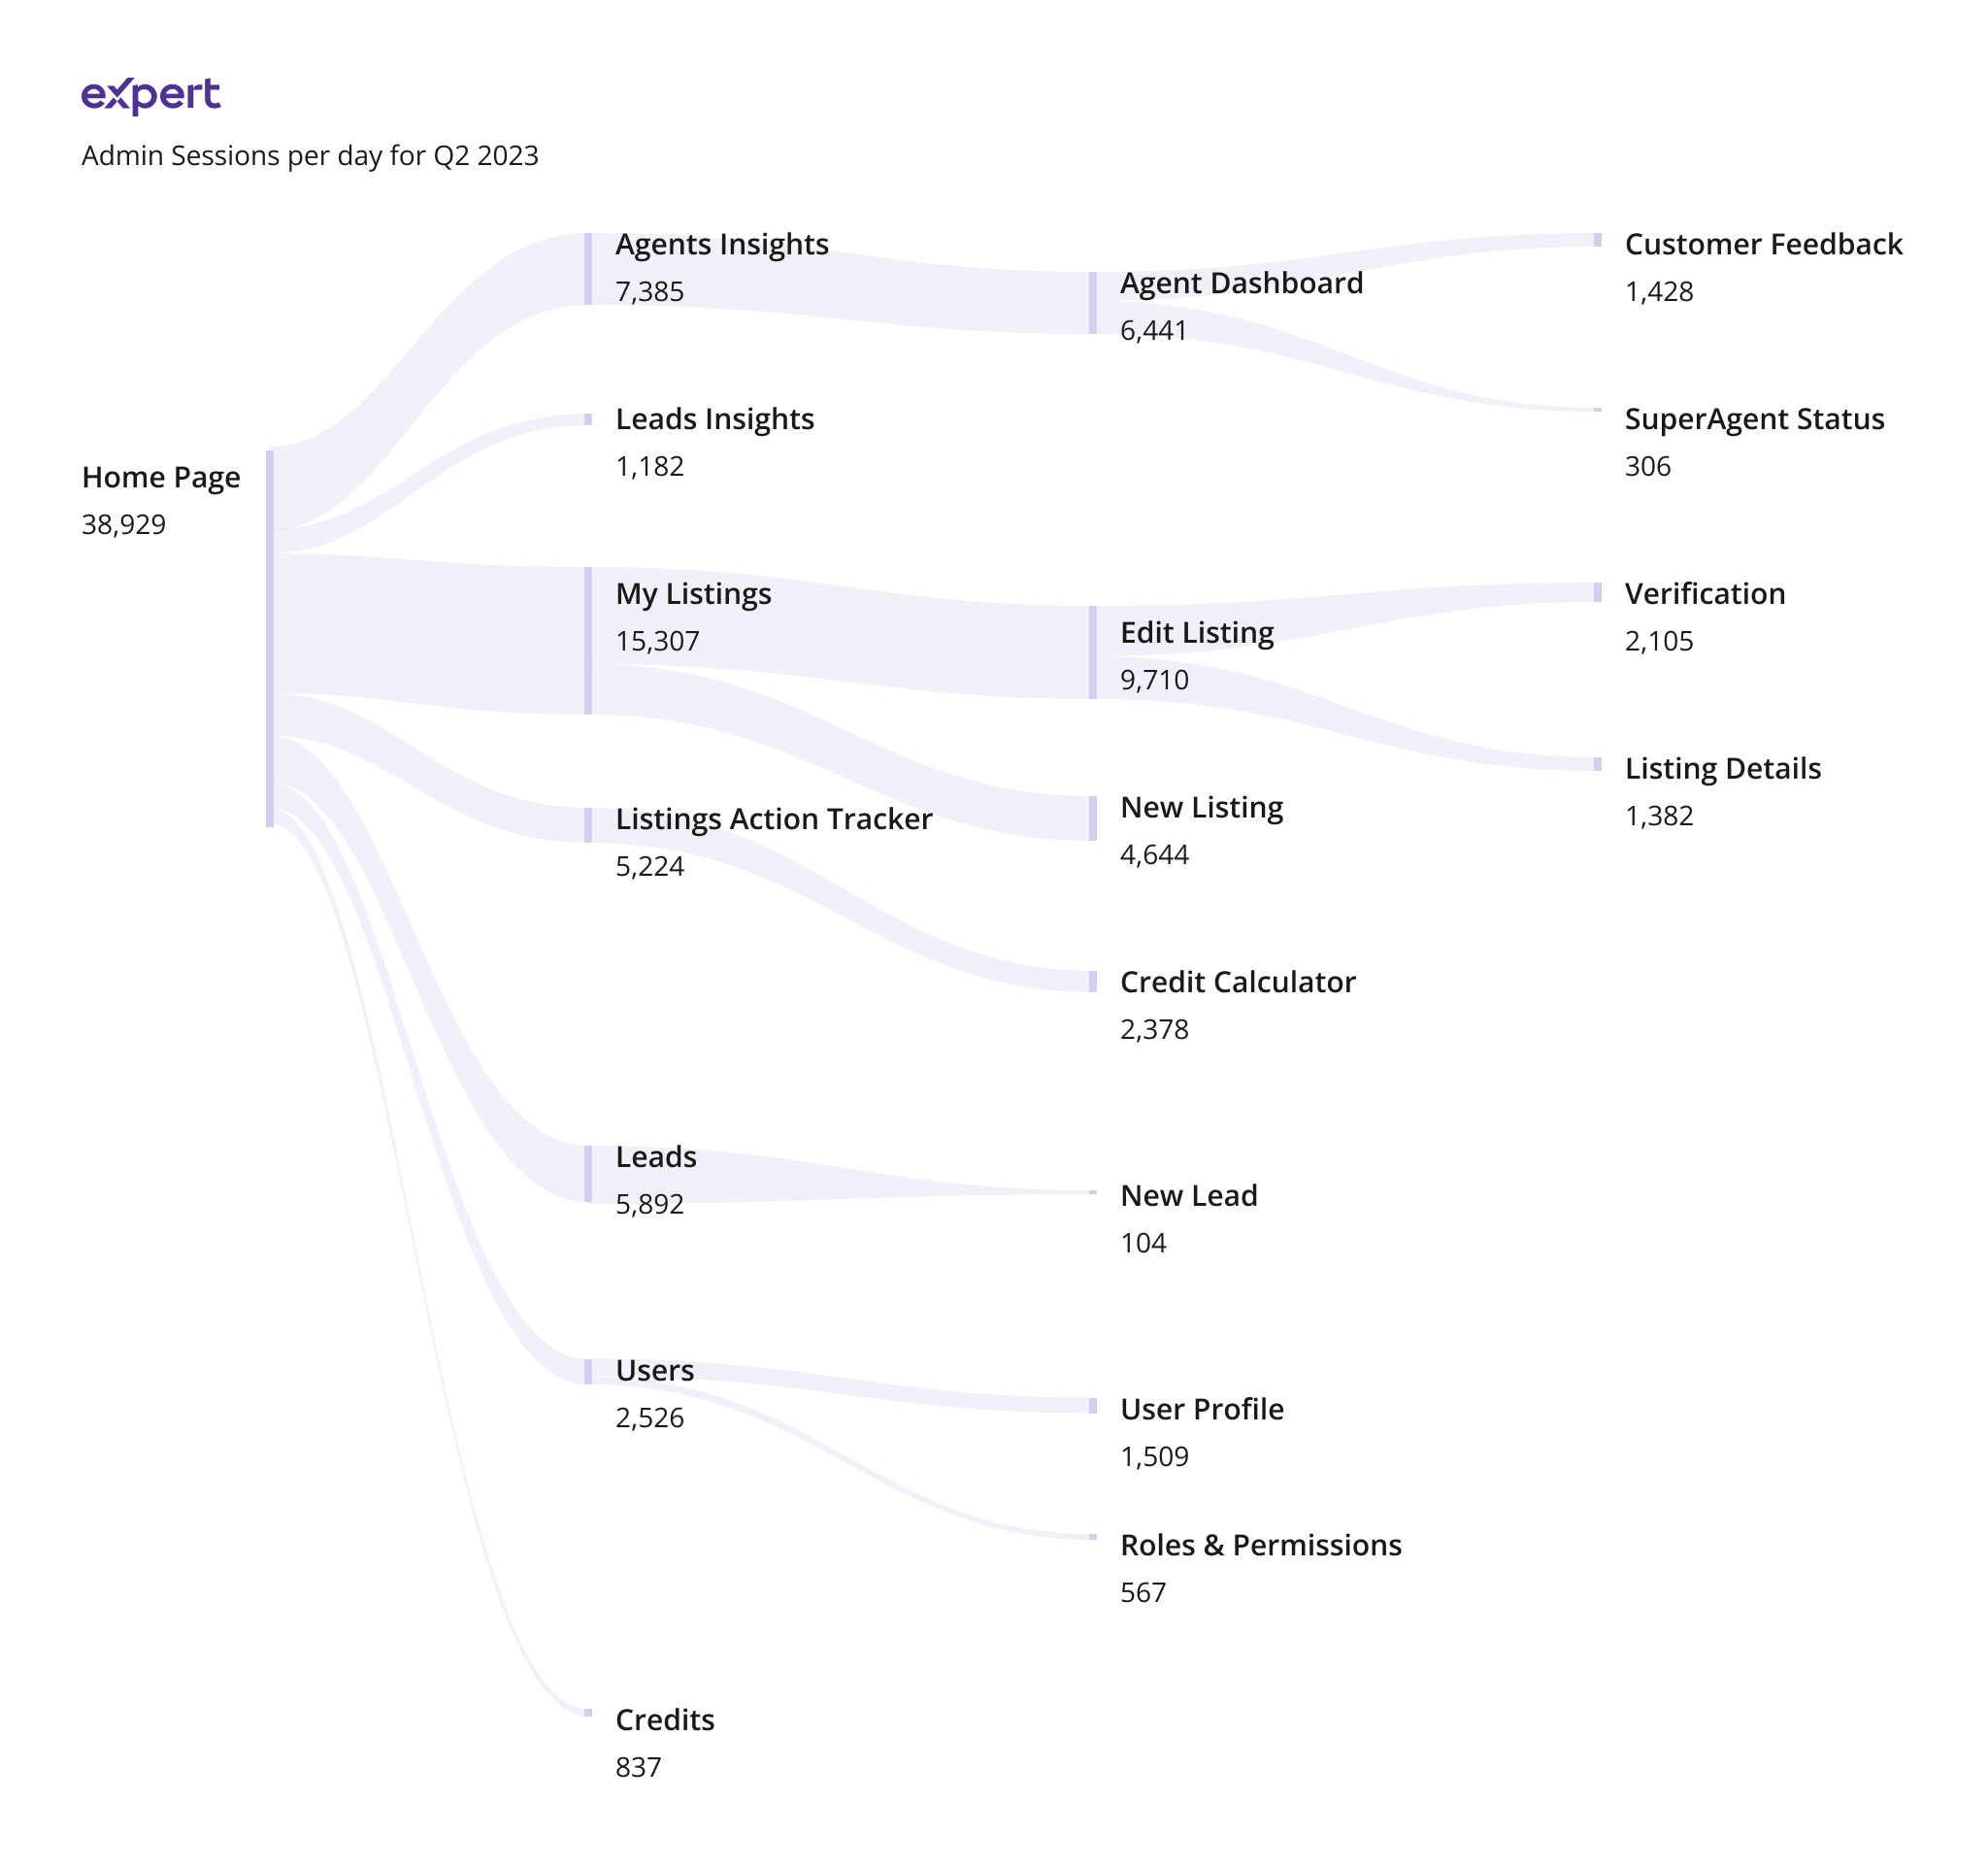 expert
Admin Sessions per day for Q2 2023
Home Page
38,929
Agents Insights
7,385
Leads Insights
1,182
My Listings
15,307
Listings Action Tracker
5,224
Leads
5,892
Users
2,526
Credits
837
Agent Dashboard
6,441
Edit Listing
9,710
New Listing
4,644
Credit Calculator
2,378
New Lead
104
User Profile
1,509
Roles & Permissions
567
Customer Feedback
1,428
SuperAgent Status
306
Verification
2,105
Listing Details
1,382